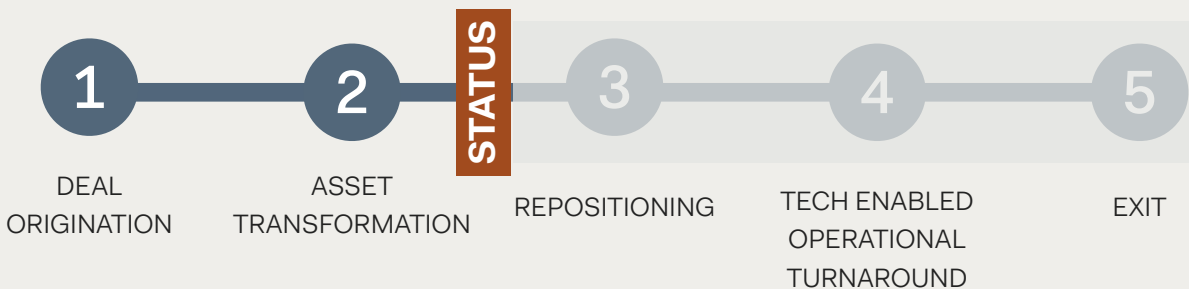 1
2
STATUS
3
4
5
DEAL
ORIGINATION
ASSET
TRANSFORMATION
REPOSITIONING
TECH ENABLED
OPERATIONAL
TURNAROUND
EXIT